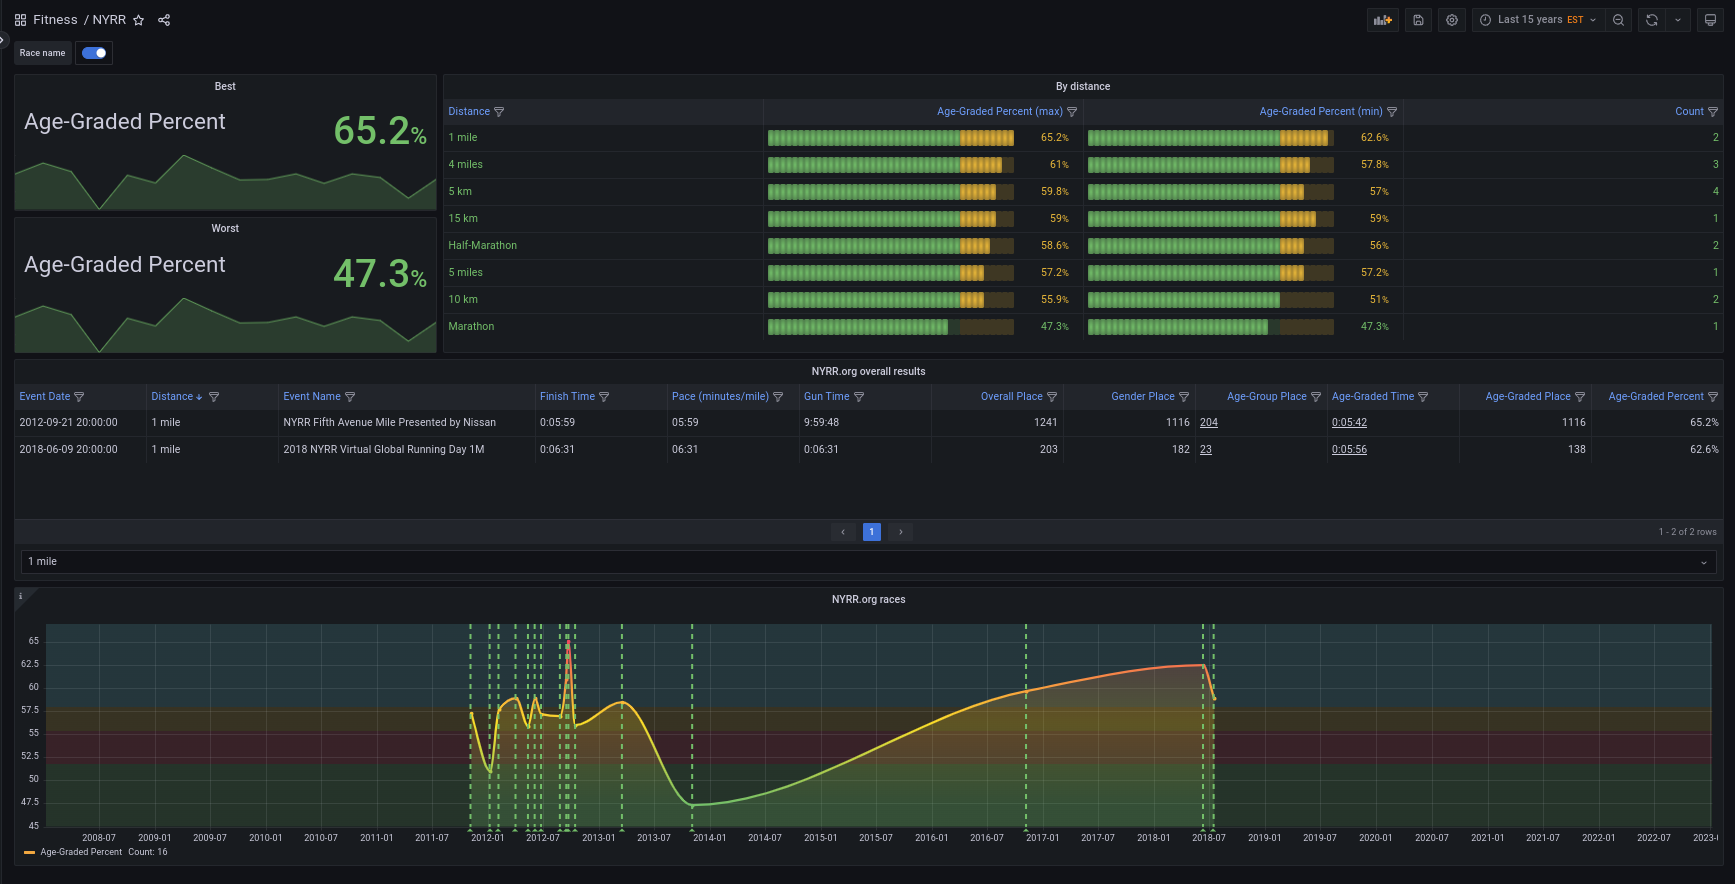 Fitness / NYRR
Last 15 years EST
Race name
Best
Age-Graded Percent
65.2%
Worst
Age-Graded Percent
47.3%
By distance
Distance Age-Graded Percent (max) Age-Graded Percent (min) Count
1 mile 65.2% 62.6% 2
4 miles 61% 57.8% 3
5 km 59.8% 57% 4
15 km 59% 59% 1
Half-Marathon 58.6% 56% 2
5 miles 57.2% 57.2% 1
10 km 55.9% 51% 2
Marathon 47.3% 47.3% 1
NYRR.org overall results
Event Date Distance Event Name Finish Time Pace (minutes/mile) Gun Time Overall Place Gender Place Age-Group Place Age-Graded Time Age-Graded Place Age-Graded Percent
2012-09-21 20:00:00 1 mile NYRR Fifth Avenue Mile Presented by Nissan 0:05:59 05:59 9:59:48 1241 1116 204 0:05:42 1116 65.2%
2018-06-09 20:00:00 1 mile 2018 NYRR Virtual Global Running Day 1M 0:06:31 06:31 0:06:31 203 182 23 0:05:56 138 62.6%
1
1 - 2 of 2 rows
1 mile
i
NYRR.org races
65
62.5
60
57.5
55
52.5
50
47.5
45
2008-07 2009-01 2009-07 2010-01 2010-07 2011-01 2011-07 2012-01 2012-07 2013-01 2013-07 2014-01 2014-07 2015-01 2015-07 2016-01 2016-07 2017-01 2017-07 2018-01 2018-07 2019-01 2019-07 2020-01 2020-07 2021-01 2021-07 2022-01 2022-07 2023-
Age-Graded Percent Count: 16